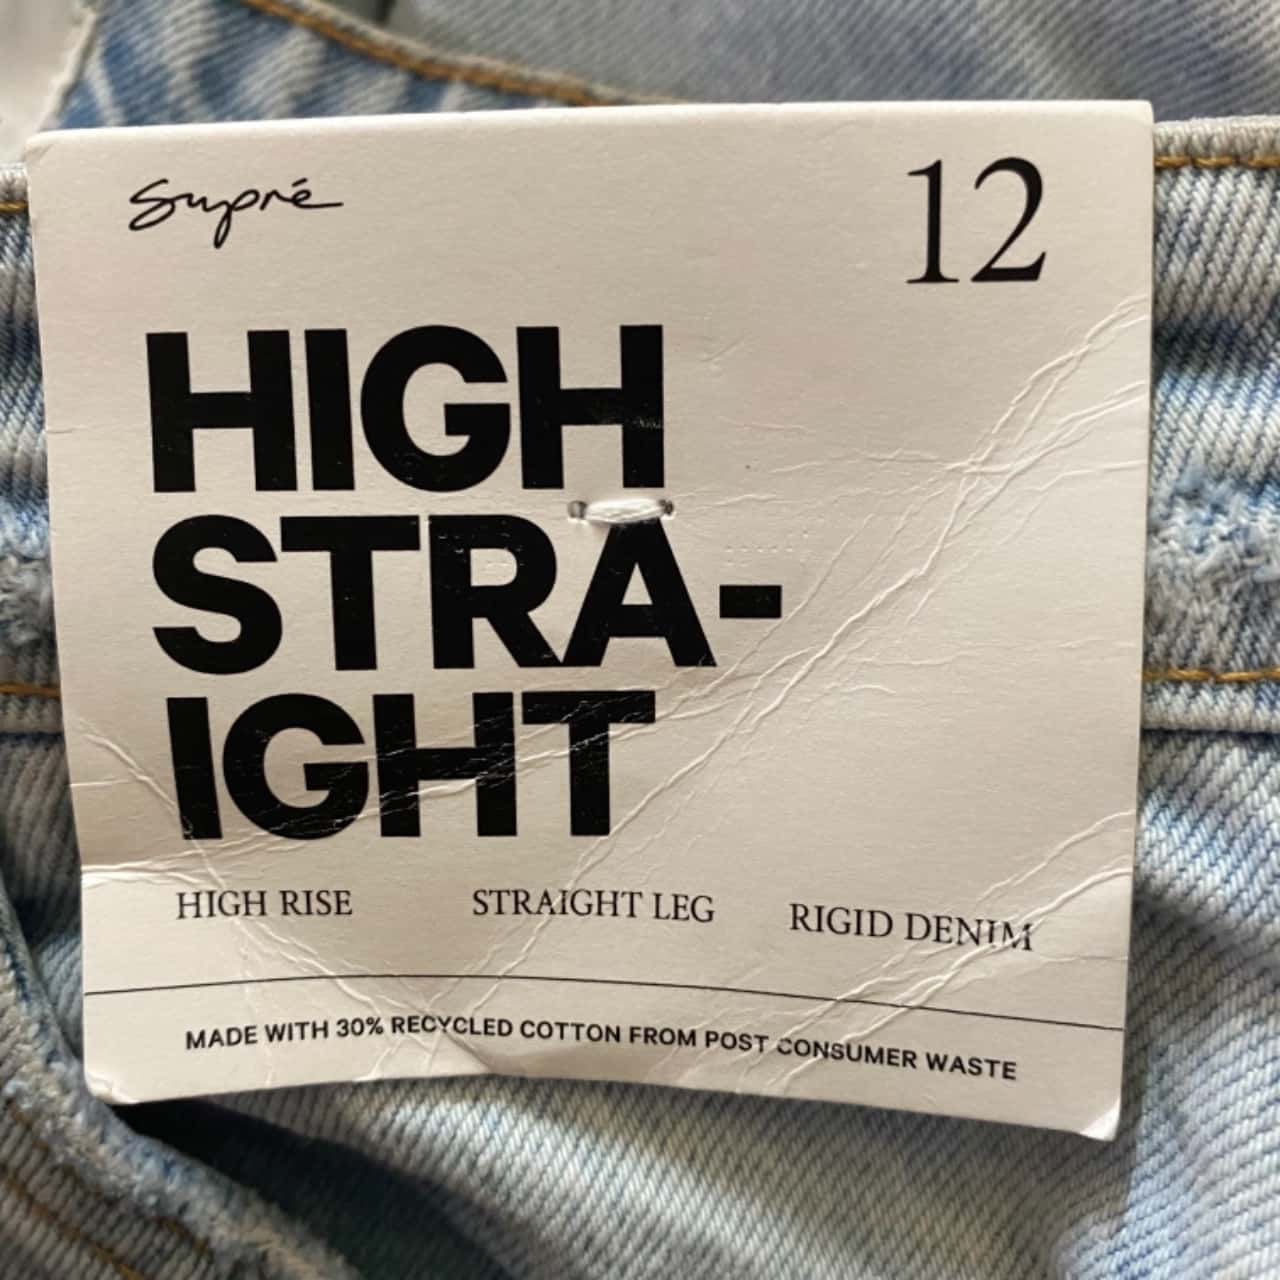 Supré
12
HIGH
STRA-
IGHT
HIGH RISE STRAIGHT LEG RIGID DENIM
MADE WITH 30% RECYCLED COTTON FROM POST CONSUMER WASTE